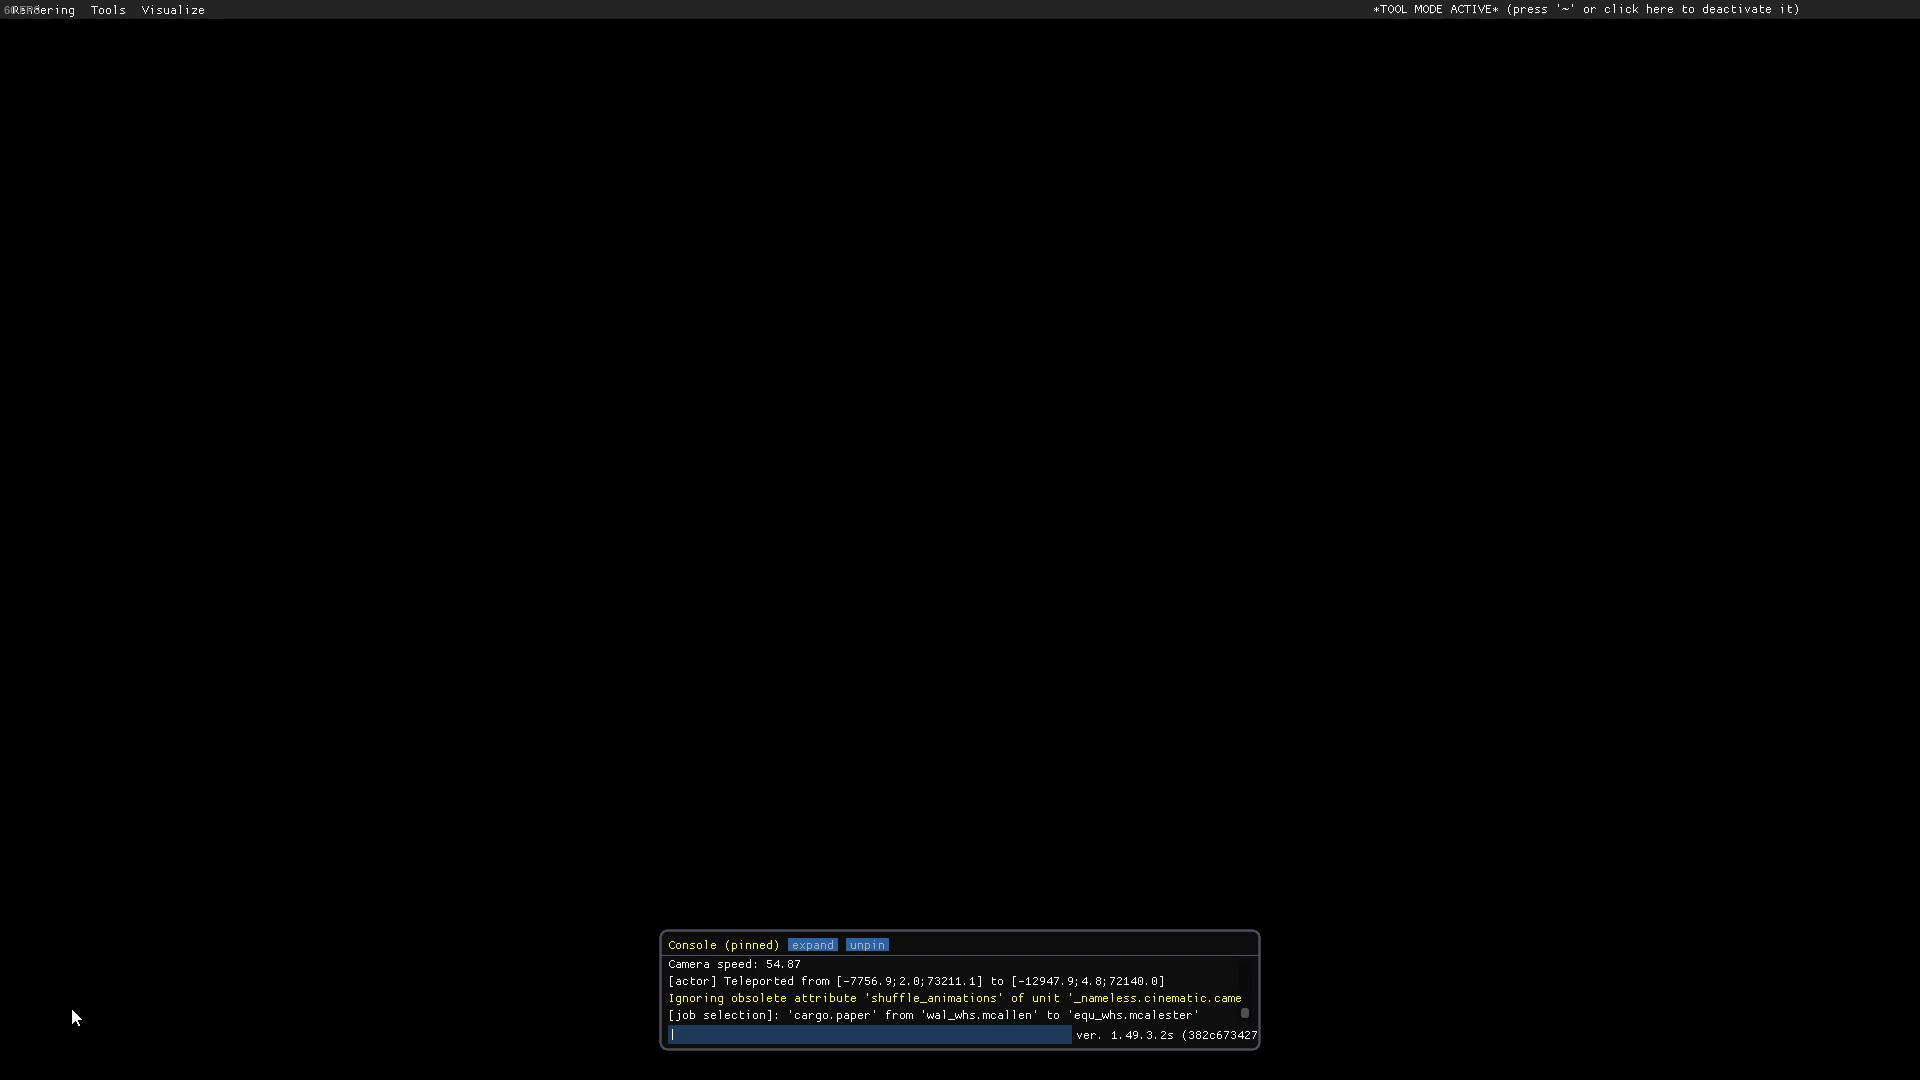 Rendering Tools Visualize
*TOOL MODE ACTIVE* (press '~' or click here to deactivate it)
Console (pinned) expand unpin
Camera speed: 54.87
[actor] Teleported from [-7756.9;2.0;73211.1] to [-12947.9;4.8;72140.0]
Ignoring obsolete attribute 'shuffle_animations' of unit '_nameless.cinematic.came
[job selection]: 'cargo.paper' from 'wal_whs.mcallen' to 'equ_whs.mcalester'
ver. 1.49.3.2s (382c673427